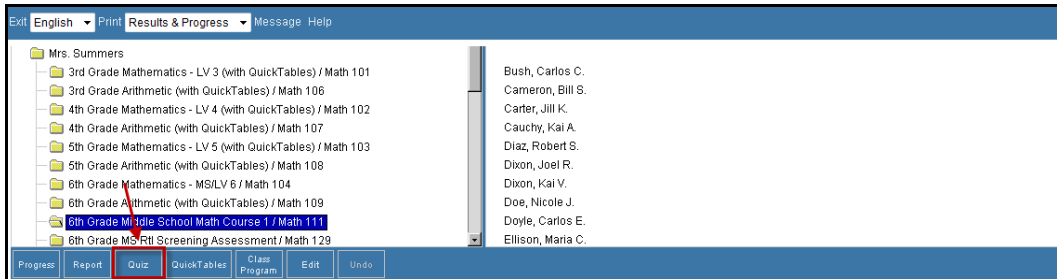 Exit English Print Results & Progress Message Help
Mrs. Summers
3rd Grade Mathematics - LV 3 (with QuickTables) / Math 101
3rd Grade Arithmetic (with QuickTables) / Math 106
4th Grade Mathematics - LV 4 (with QuickTables) / Math 102
4th Grade Arithmetic (with QuickTables) / Math 107
5th Grade Mathematics - LV 5 (with QuickTables) / Math 103
5th Grade Arithmetic (with QuickTables) / Math 108
6th Grade Mathematics - MS/LV 6 / Math 104
6th Grade Arithmetic (with QuickTables) / Math 109
6th Grade Middle School Math Course 1 / Math 111
6th Grade MS RtI Screening Assessment / Math 129
Bush, Carlos C.
Cameron, Bill S.
Carter, Jill K.
Cauchy, Kai A.
Diaz, Robert S.
Dixon, Joel R.
Dixon, Kai V.
Doe, Nicole J.
Doyle, Carlos E.
Ellison, Maria C.
Progress Report Quiz QuickTables Class Program Edit Undo